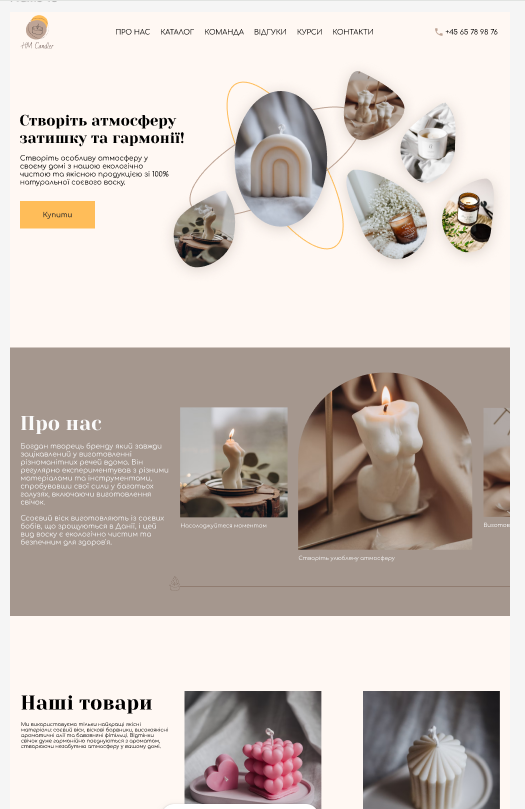 ПРО НАС КАТАЛОГ КОМАНДА ВІДГУКИ КУРСИ КОНТАКТИ
+45 65 78 98 76
HM Candles
Створіть атмосферу
затишку та гармонії!
Створіть особливу атмосферу у
своєму домі з нашою екологічно
чистою та якісною продукцією зі 100%
натуральної соєвого воску.
Купити
Про нас
Богдан творець бренду який завжди
зацікавлений у виготовленні
різноманітних речей вдома. Він
регулярно експериментував з різними
матеріалами та інструментами,
спробувавши свої сили у багатьох
галузях, включаючи виготовлення
свічок.
Ссоєвий віск виготовляють із соєвих
бобів, що зрощуються в Данії, і цей
вид воску є екологічно чистим та
безпечним для здоров'я.
Насолоджуйтеся моментом
Створіть улюблену атмосферу
Виготов
Наші товари
Ми використовуємо тільки найкращі якісні
матеріали: соєвий віск, віскові барвники, високоякісні
ароматичні олії та бавовняні фітільці. Відтінки
свічок дуже гармонійно поєднуються з ароматом,
створюючи незабутню атмосферу у вашому домі.